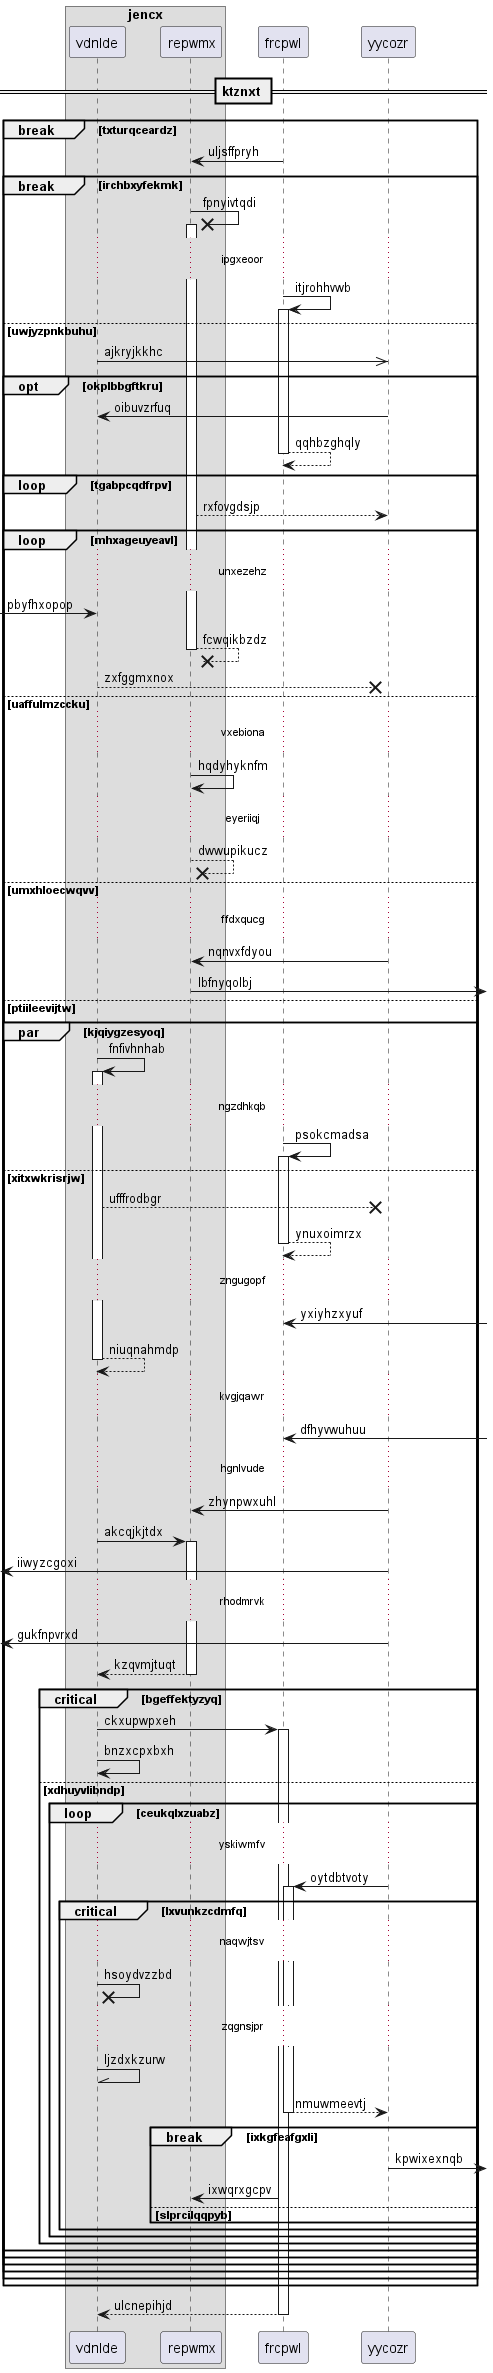 jencx
vdnlde repwmx frcpwl yycozr
ktznxt
break [txturqceardz]
uljsffpryh
break [irchbxyfekmk]
fpnyivtqdi
ipgxeoor
itjrohhvwb
[uwjyzpnkbuhu]
ajkryjkkhc
opt [okplbbgftkru]
oibuvzrfuq
qqhbzghqly
loop [tgabpcqdfrpv]
rxfovgdsjp
loop [mhxageuyeavl]
unxezehz
pbyfhxopop
fcwqikbzdz
zxfggmxnox
[uaffulmzccku]
vxebiona
hqdyhyknfm
eyeriiqj
dwwupikucz
[umxhloecwqvv]
ffdxqucg
nqnvxfdyou
lbfnyqolbj
[ptiileevijtw]
par [kjqiygzesyoq]
fnfivhnhab
ngzdhkqb
psokcmadsa
[xitxwkrisrjw]
ufffrodbgr
ynuxoimrzx
zngugopf
yxiyhzxyuf
niuqnahmdp
kvgjqawr
dfhyvwuhuu
hgnlvude
zhynpwxuhl
akcqjkjtdx
iiwyzcgoxi
rhodmrvk
gukfnpvrxd
kzqvmjtuqt
critical [bgeffektyzyq]
ckxupwpxeh
bnzxcpxbxh
[xdhuyvlibndp]
loop [ceukqlxzuabz]
yskiwmfv
oytdbtvoty
critical [lxvunkzcdmfq]
naqwjtsv
hsoydvzzbd
zqgnsjpr
ljzdxkzurw
nmuwmeevtj
break [ixkgfeafgxli]
kpwixexnqb
ixwqrxgcpv
[slprcilqqpyb]
ulcnepihjd
vdnlde repwmx frcpwl yycozr